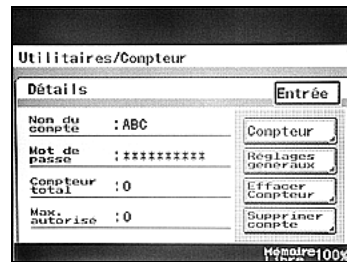 Utilitaires/Compteur
Détails
Entrée
Nom du compte :ABC
Compteur
Mot de passe :**********
Réglages généraux
Compteur total :0
Effacer Compteur
Max. autorisé :0
Supprimer compte
Mémoire Libre 100%